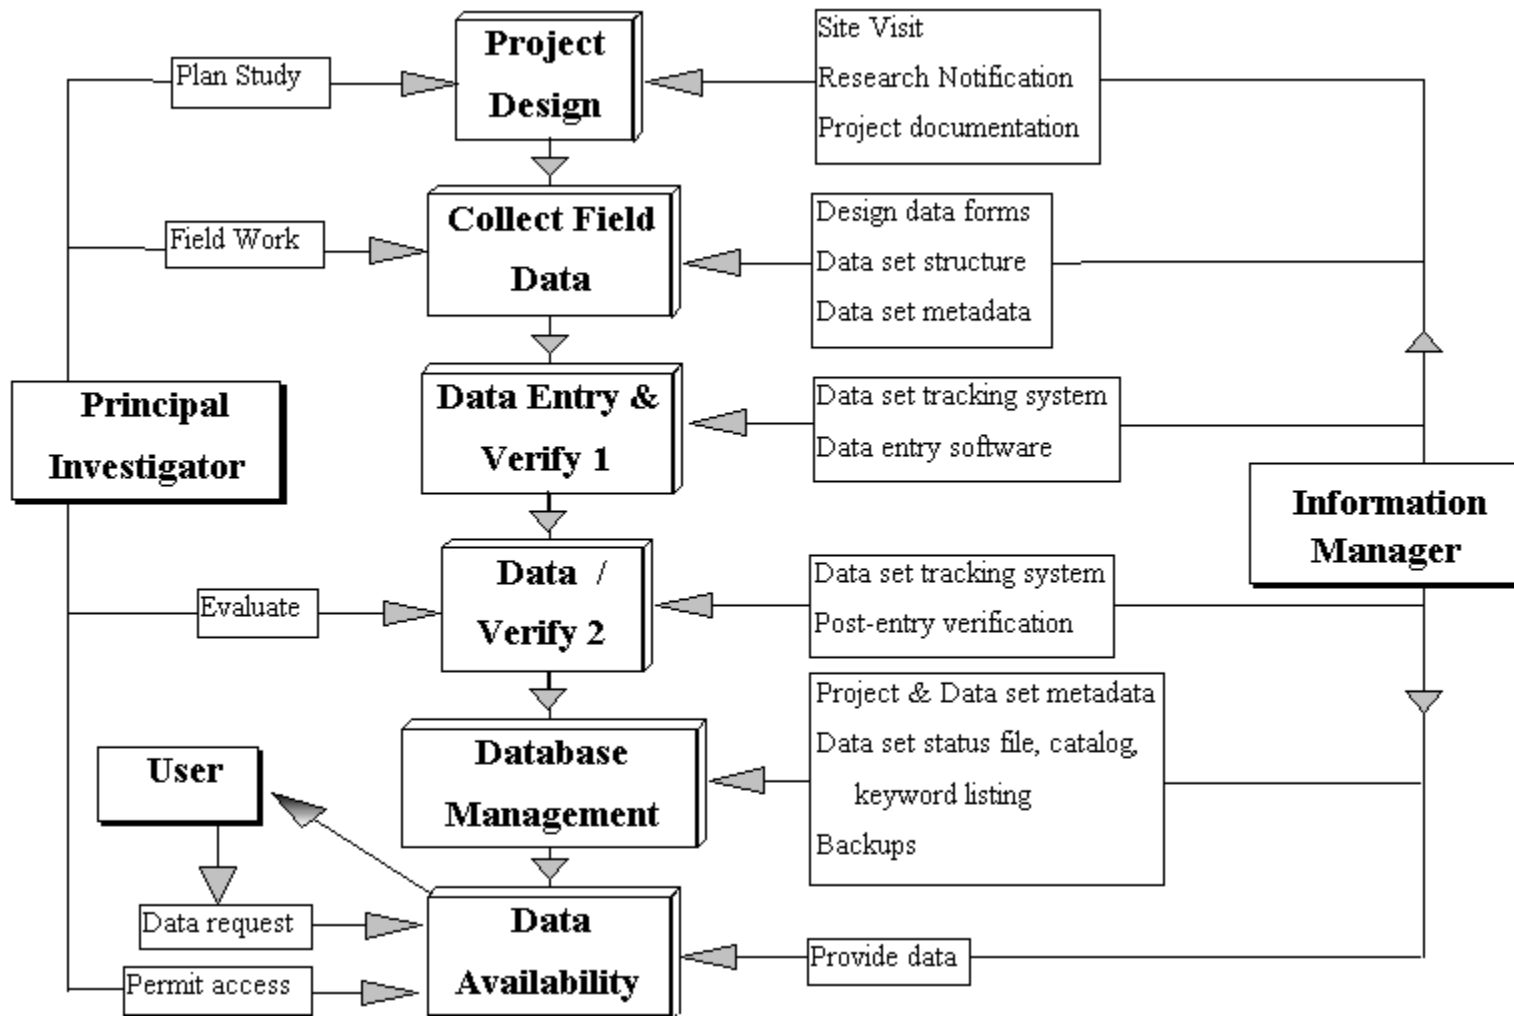 Project
Design
Plan Study
Site Visit
Research Notification
Project documentation
Collect Field
Data
Field Work
Design data forms
Data set structure
Data set metadata
Principal
Investigator
Data Entry &
Verify 1
Data set tracking system
Data entry software
Information
Manager
Data /
Verify 2
Evaluate
Data set tracking system
Post-entry verification
Database
Management
Project & Data set metadata
Data set status file, catalog,
keyword listing
Backups
User
Data request
Permit access
Data
Availability
Provide data